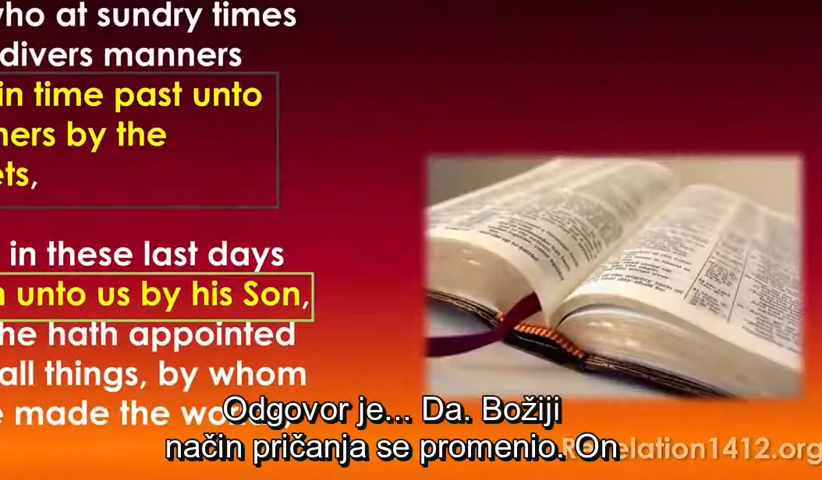 who at sundry times
divers manners
in time past unto
hers by the
ets,
in these last days
n unto us by his Son,
he hath appointed
all things, by whom
e made the wor
Odgovor je... Da. Božiji
način pričanja se promenio. On
Revelation1412.org